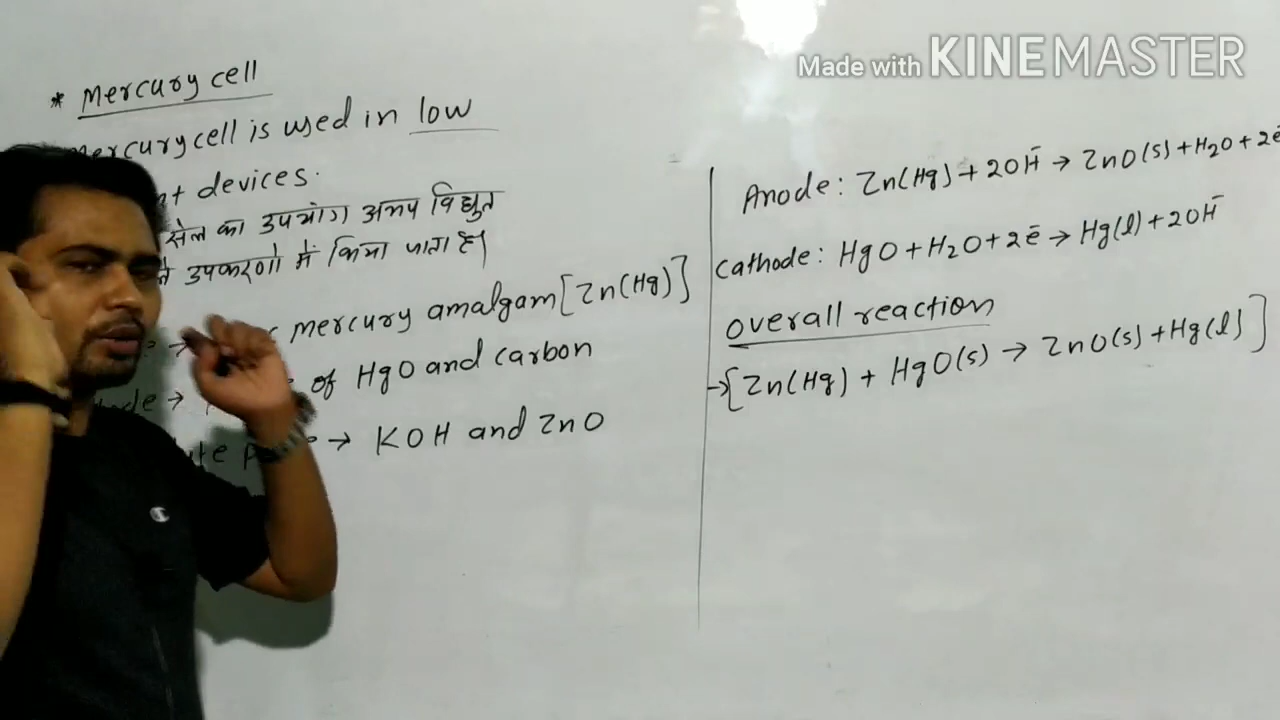 Made with KINEMASTER
* Mercury cell
Mercury cell is used in low
devices.
सेल का उपयोग अल्प विद्युत
उपकरणो में किया जाता है।
mercury amalgam [Zn(Hg)]
of HgO and carbon
→ KOH and ZnO
Anode: Zn(Hg) + 2OH⁻ → ZnO(s) + H₂O + 2e⁻
Cathode: HgO + H₂O + 2e⁻ → Hg(l) + 2OH⁻
overall reaction
→[Zn(Hg) + HgO(s) → ZnO(s) + Hg(l)]